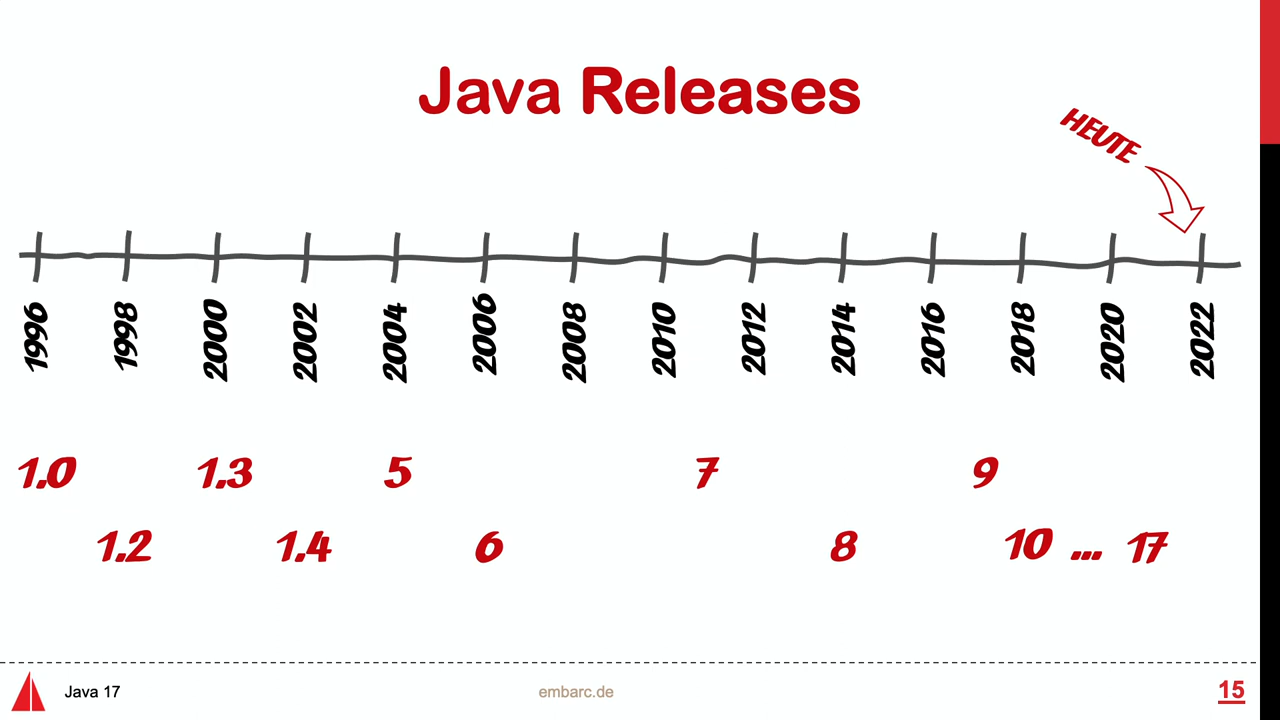 Java Releases
HEUTE
1996 1998 2000 2002 2004 2006 2008 2010 2012 2014 2016 2018 2020 2022
1.0 1.3 5 7 9
1.2 1.4 6 8 10 ... 17
Java 17 embarc.de 15